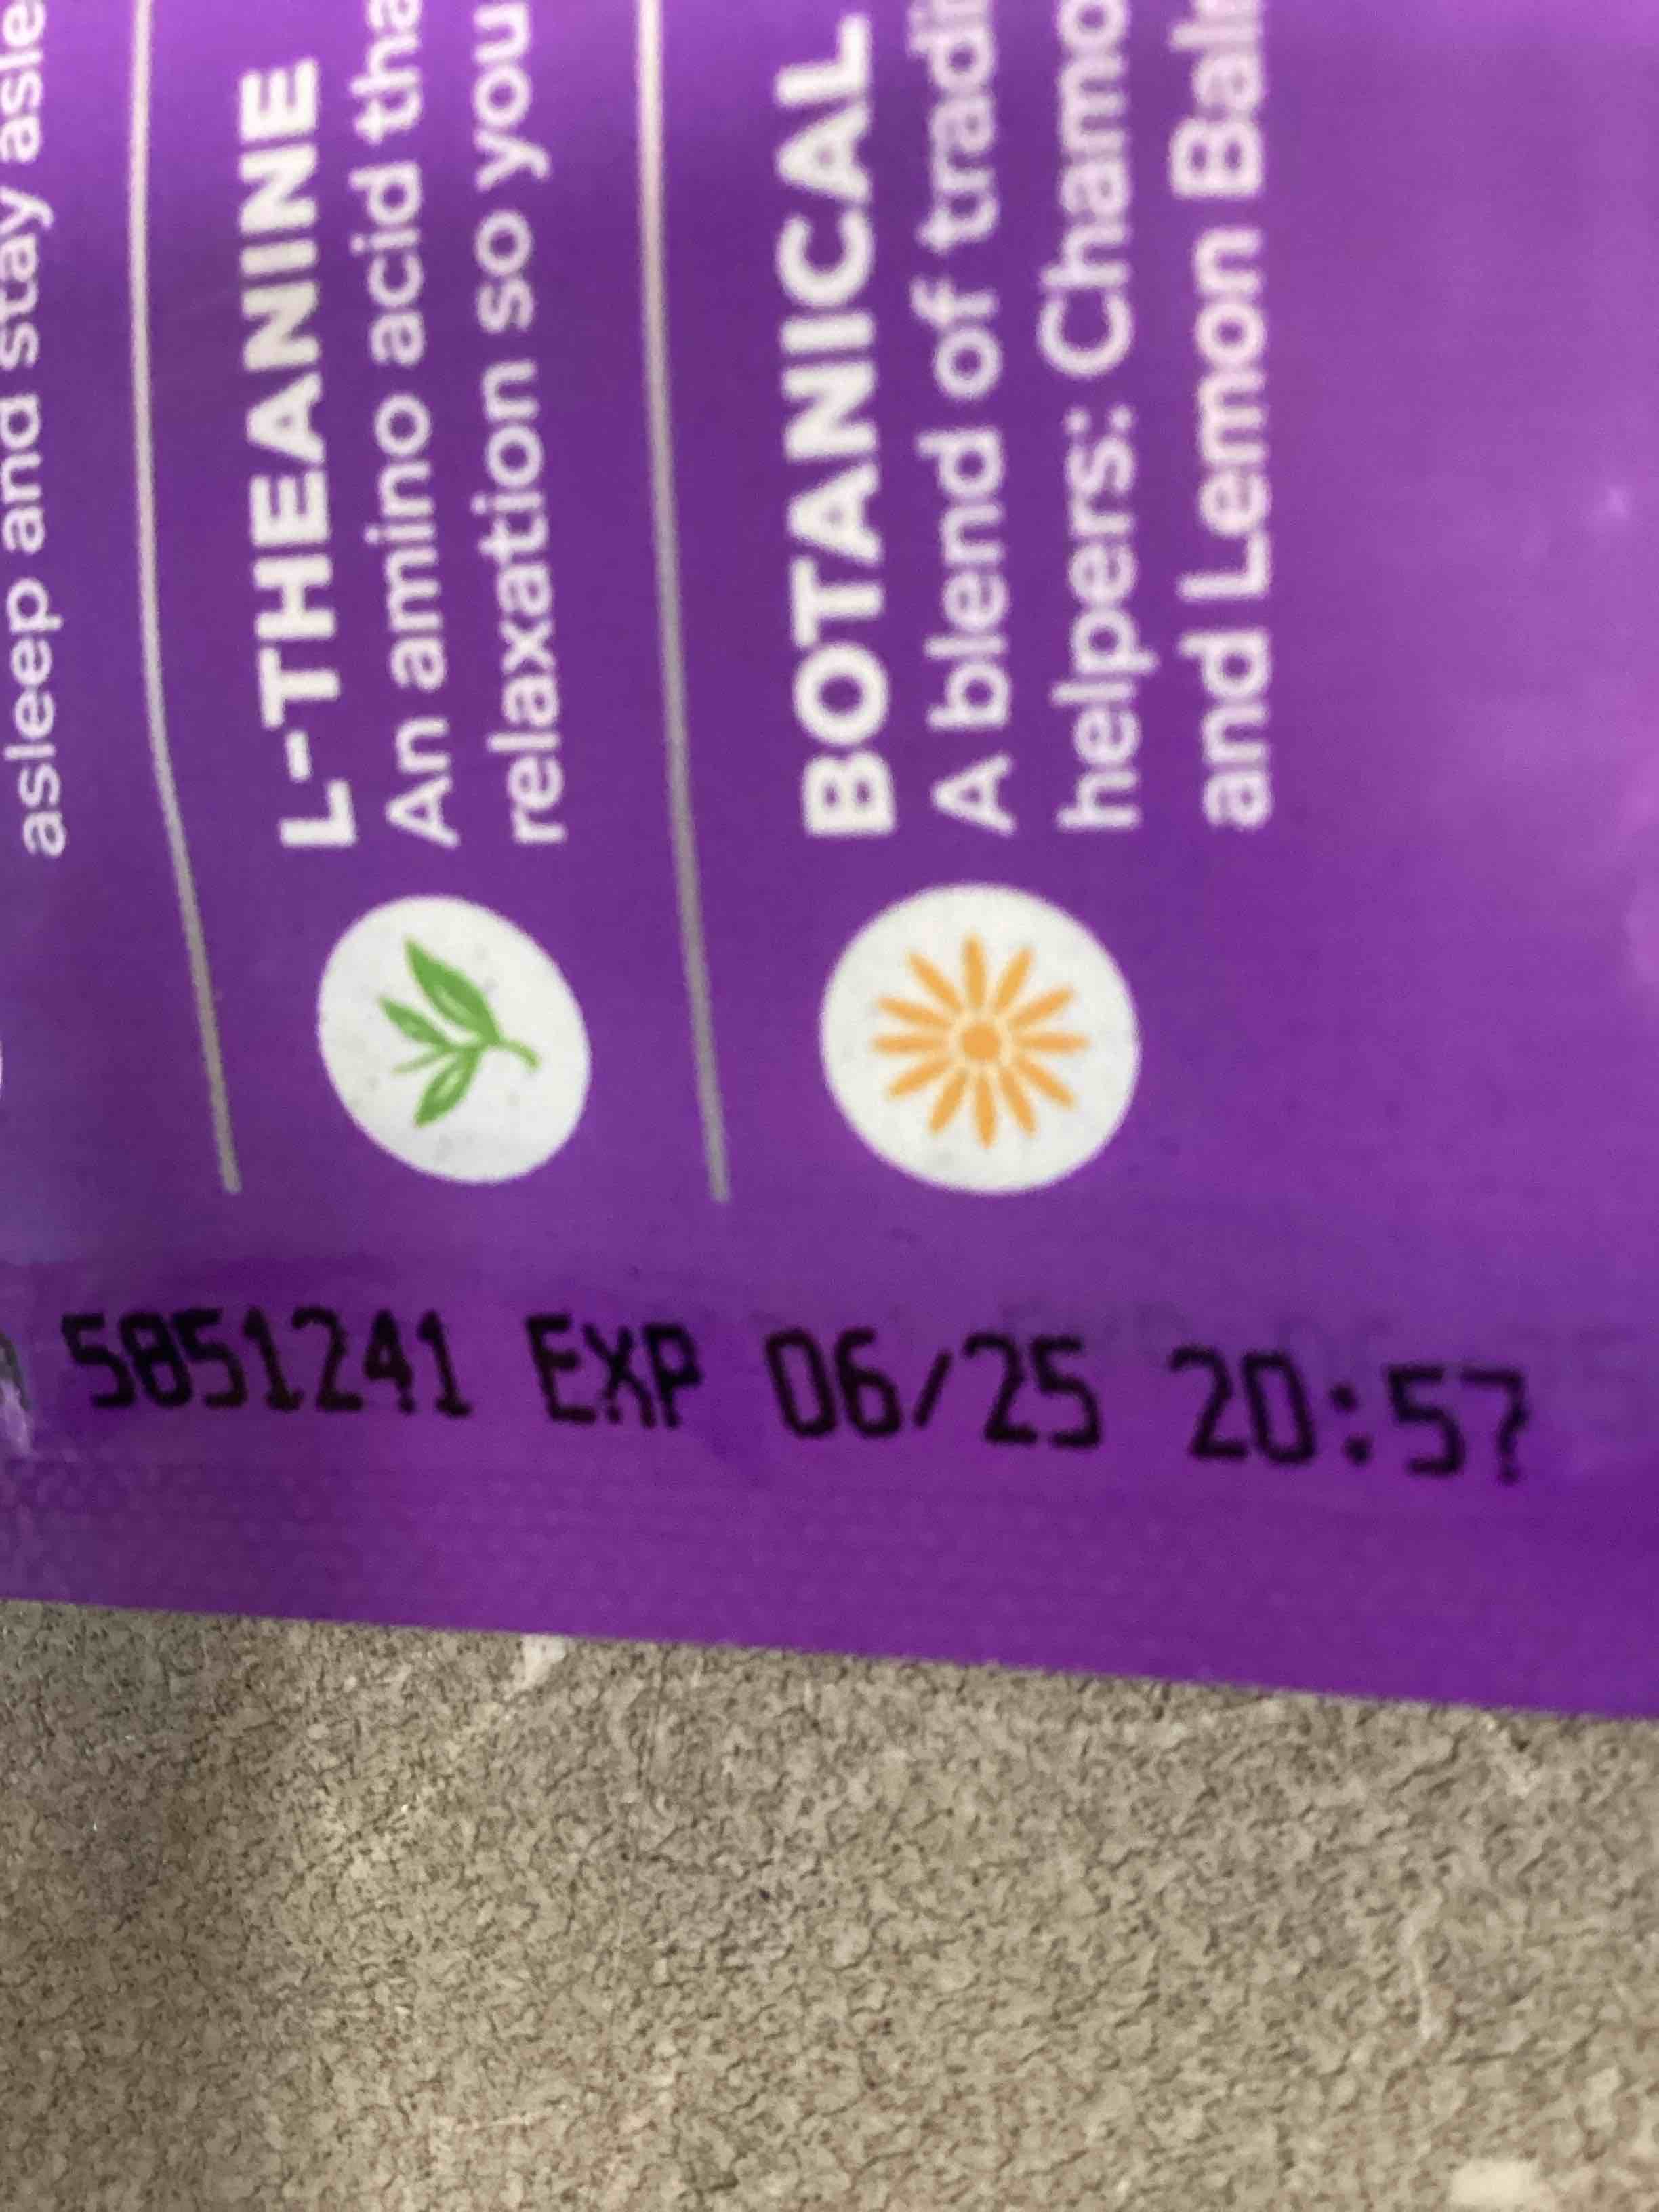 asleep and stay asle
L-THEANINE
An amino acid tha
relaxation so you
BOTANICAL
A blend of tradi
helpers: Chamo
and Lemon Bal
5851241 EXP 06/25 20:57